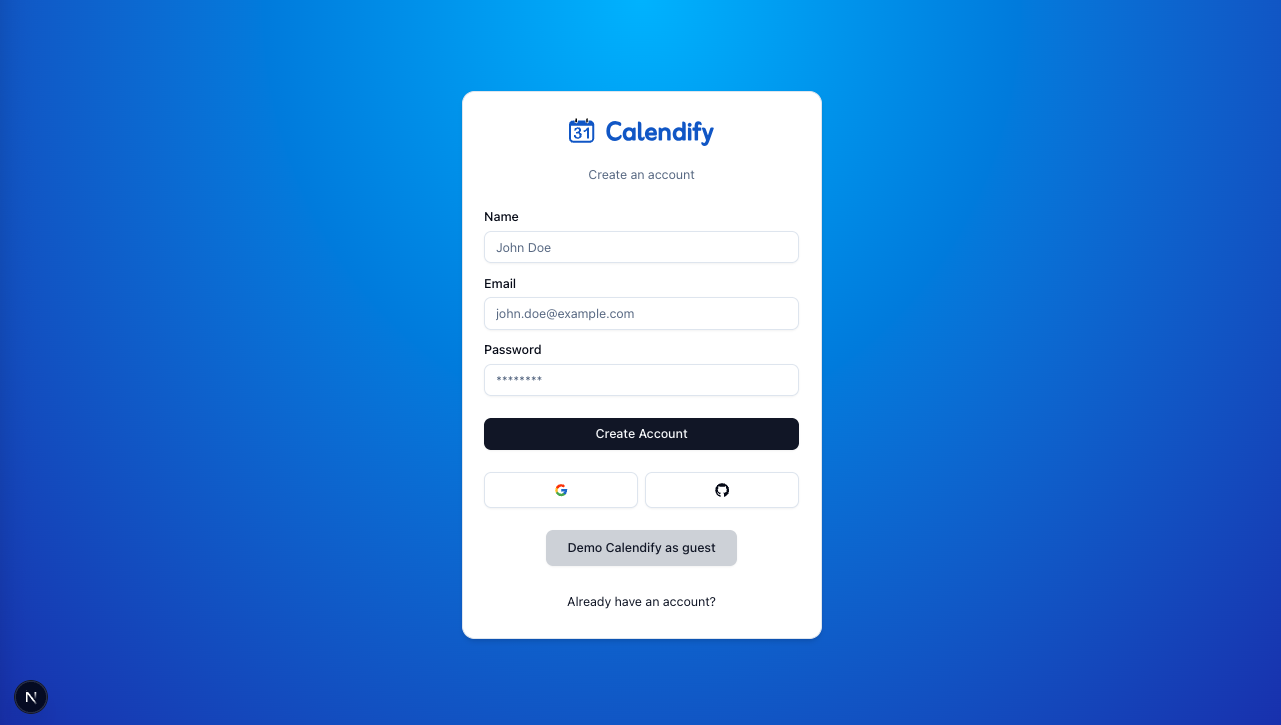 31 Calendify
Create an account
Name
John Doe
Email
john.doe@example.com
Password
********
Create Account
G
Demo Calendify as guest
Already have an account?
N